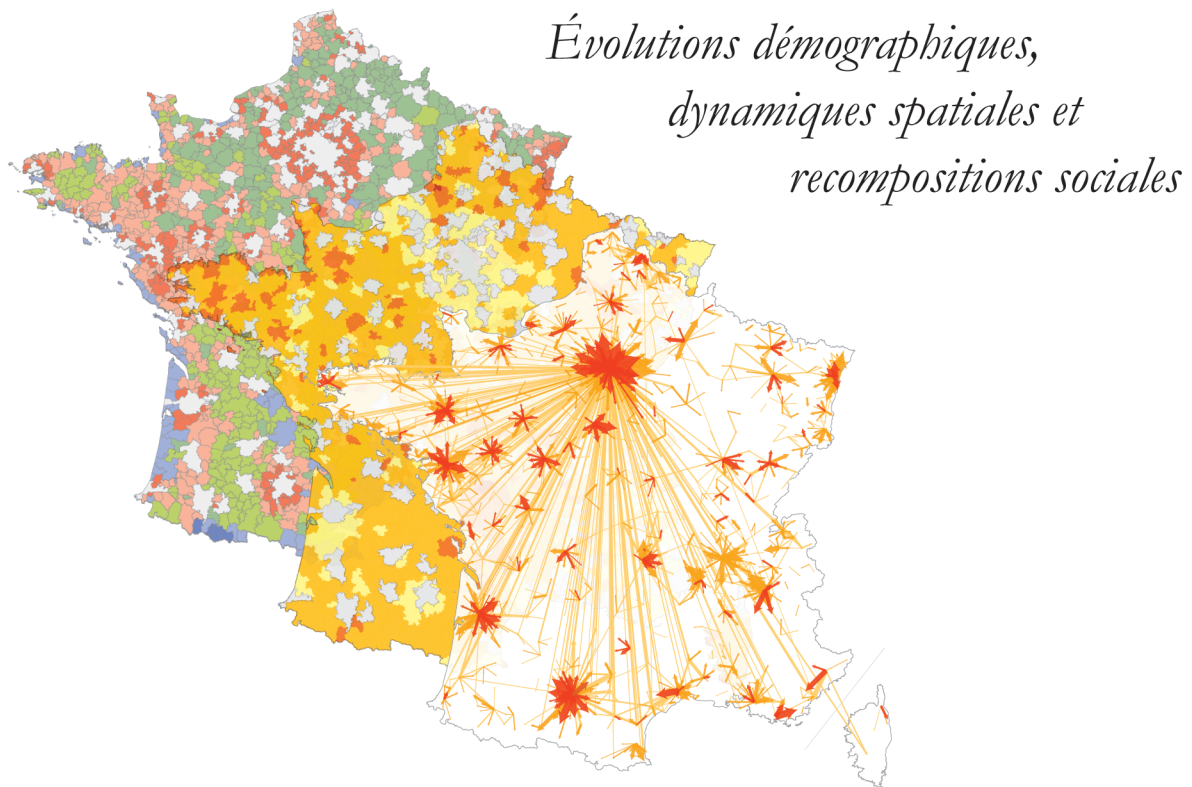 Évolutions démographiques,
dynamiques spatiales et
recompositions sociales